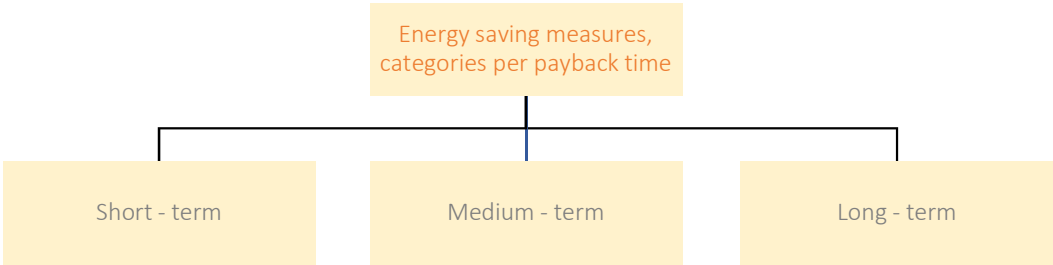 Energy saving measures,
categories per payback time
Short - term
Medium - term
Long - term